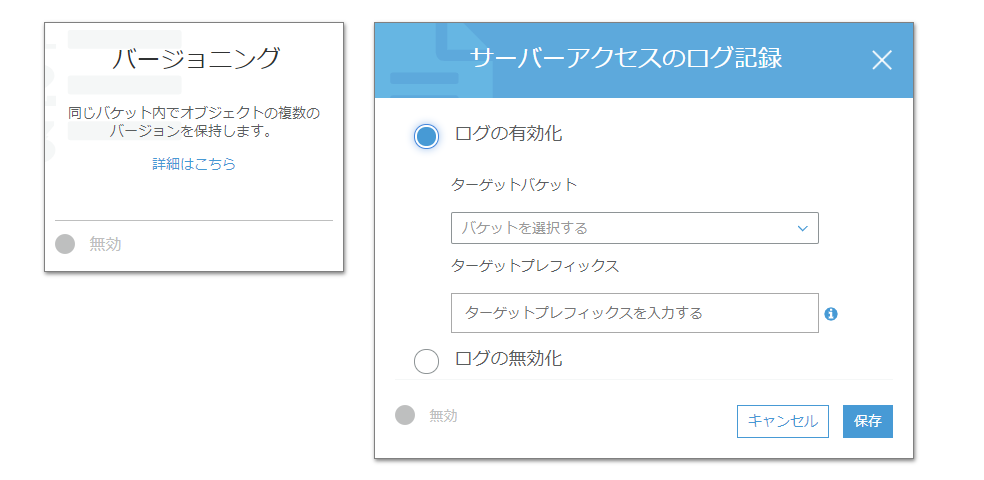 バージョニング
同じバケット内でオブジェクトの複数の
バージョンを保持します。
詳細はこちら
無効
サーバーアクセスのログ記録
ログの有効化
ターゲットバケット
バケットを選択する
ターゲットプレフィックス
ターゲットプレフィックスを入力する
ログの無効化
無効
キャンセル
保存